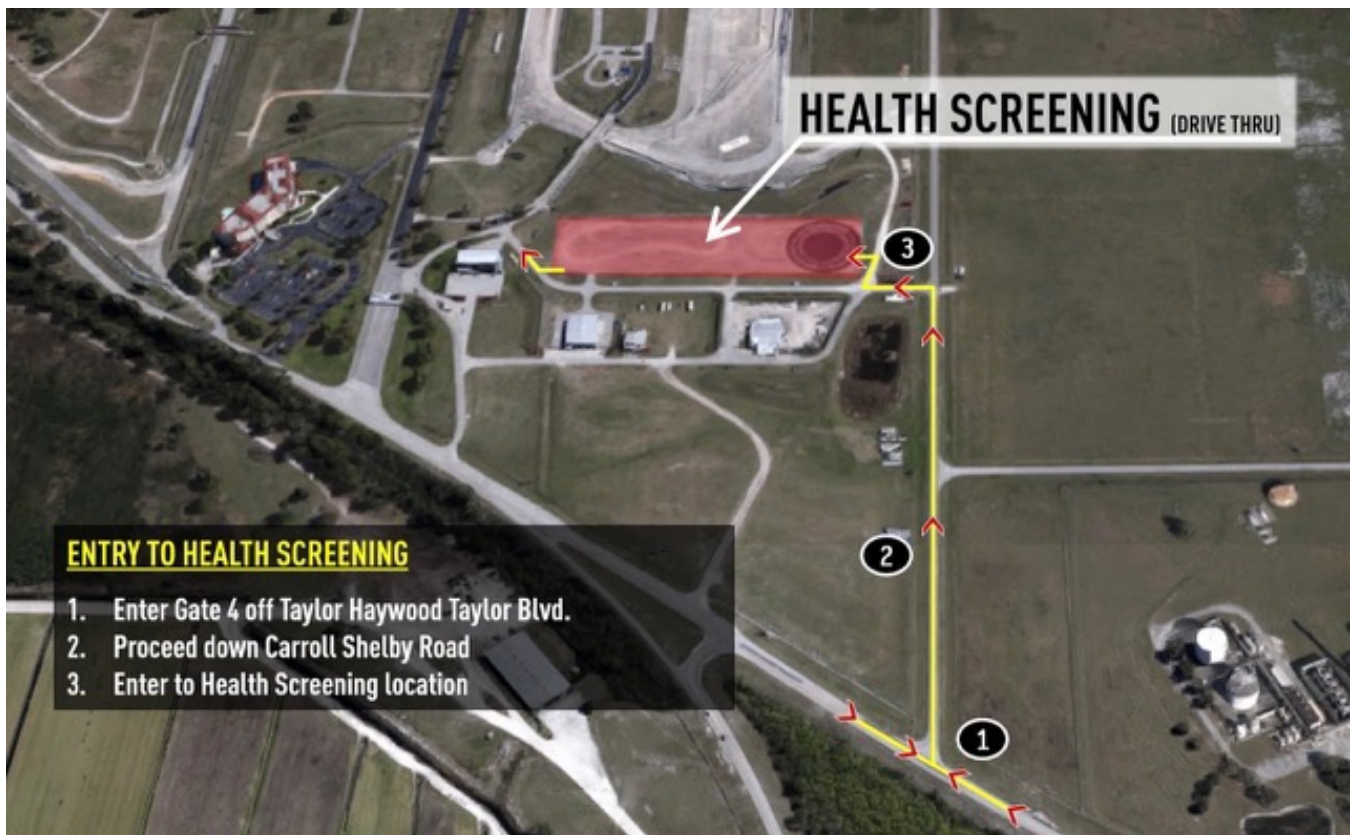 HEALTH SCREENING (DRIVE THRU)
3
2
ENTRY TO HEALTH SCREENING
1. Enter Gate 4 off Taylor Haywood Taylor Blvd.
2. Proceed down Carroll Shelby Road
3. Enter to Health Screening location
1